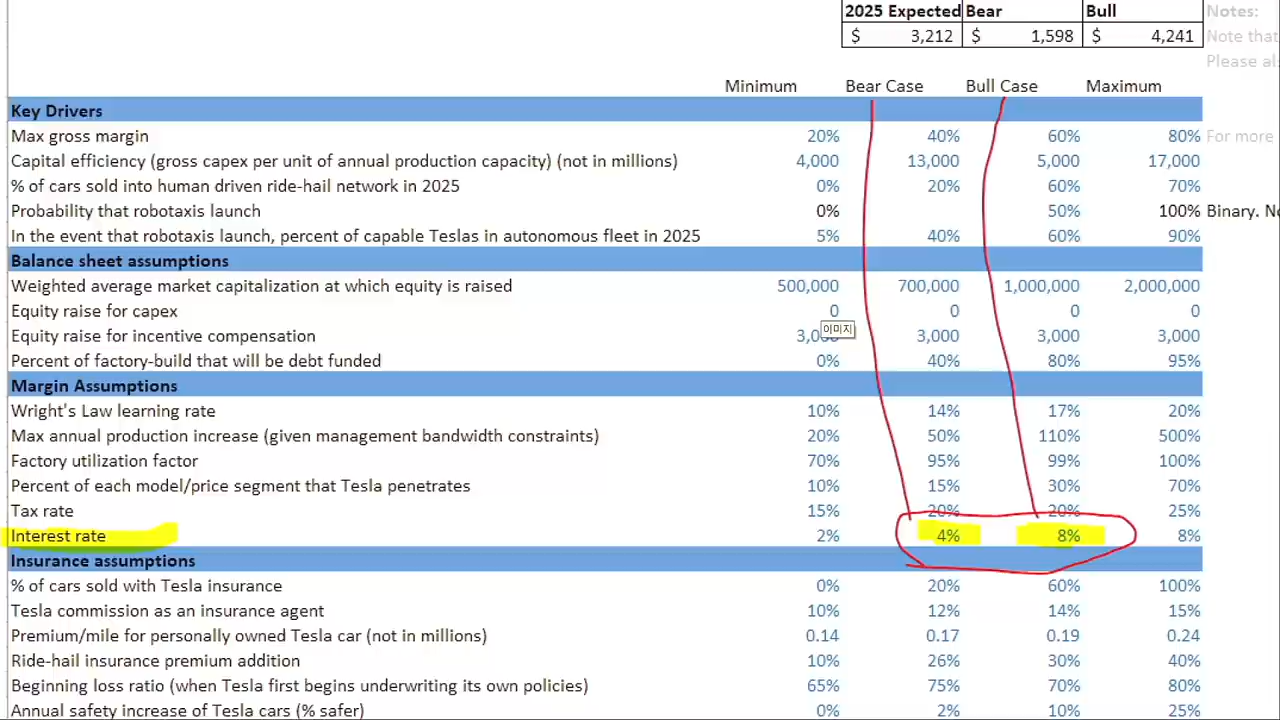 2025 Expected Bear Bull Notes:
$ 3,212 $ 1,598 $ 4,241 Note that
Please
Minimum Bear Case Bull Case Maximum
Key Drivers
Max gross margin 20% 40% 60% 80% For more
Capital efficiency (gross capex per unit of annual production capacity) (not in millions) 4,000 13,000 5,000 17,000
% of cars sold into human driven ride-hail network in 2025 0% 20% 60% 70%
Probability that robotaxis launch 0% 50% 100% Binary.
In the event that robotaxis launch, percent of capable Teslas in autonomous fleet in 2025 5% 40% 60% 90%
Balance sheet assumptions
Weighted average market capitalization at which equity is raised 500,000 700,000 1,000,000 2,000,000
Equity raise for capex 0 0 0 0
이미지
Equity raise for incentive compensation 3,000 3,000 3,000 3,000
Percent of factory-build that will be debt funded 0% 40% 80% 95%
Margin Assumptions
Wright's Law learning rate 10% 14% 17% 20%
Max annual production increase (given management bandwidth constraints) 20% 50% 110% 500%
Factory utilization factor 70% 95% 99% 100%
Percent of each model/price segment that Tesla penetrates 10% 15% 30% 70%
Tax rate 15% 20% 20% 25%
Interest rate 2% 4% 8% 8%
Insurance assumptions
% of cars sold with Tesla insurance 0% 20% 60% 100%
Tesla commission as an insurance agent 10% 12% 14% 15%
Premium/mile for personally owned Tesla car (not in millions) 0.14 0.17 0.19 0.24
Ride-hail insurance premium addition 10% 26% 30% 40%
Beginning loss ratio (when Tesla first begins underwriting its own policies) 65% 75% 70% 80%
Annual safety increase of Tesla cars (% safer) 0% 2% 10% 25%